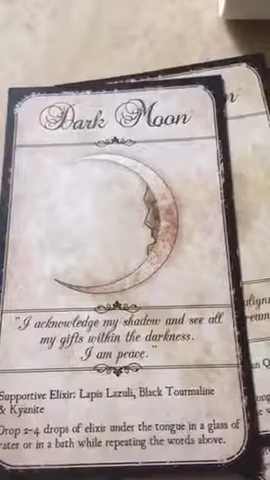 Dark Moon
"I acknowledge my shadow and see all
my gifts within the darkness.
I am peace."
Supportive Elixir: Lapis Lazuli, Black Tourmaline
& Kyanite
Drop 2-4 drops of elixir under the tongue in a glass of
water or in a bath while repeating the words above.